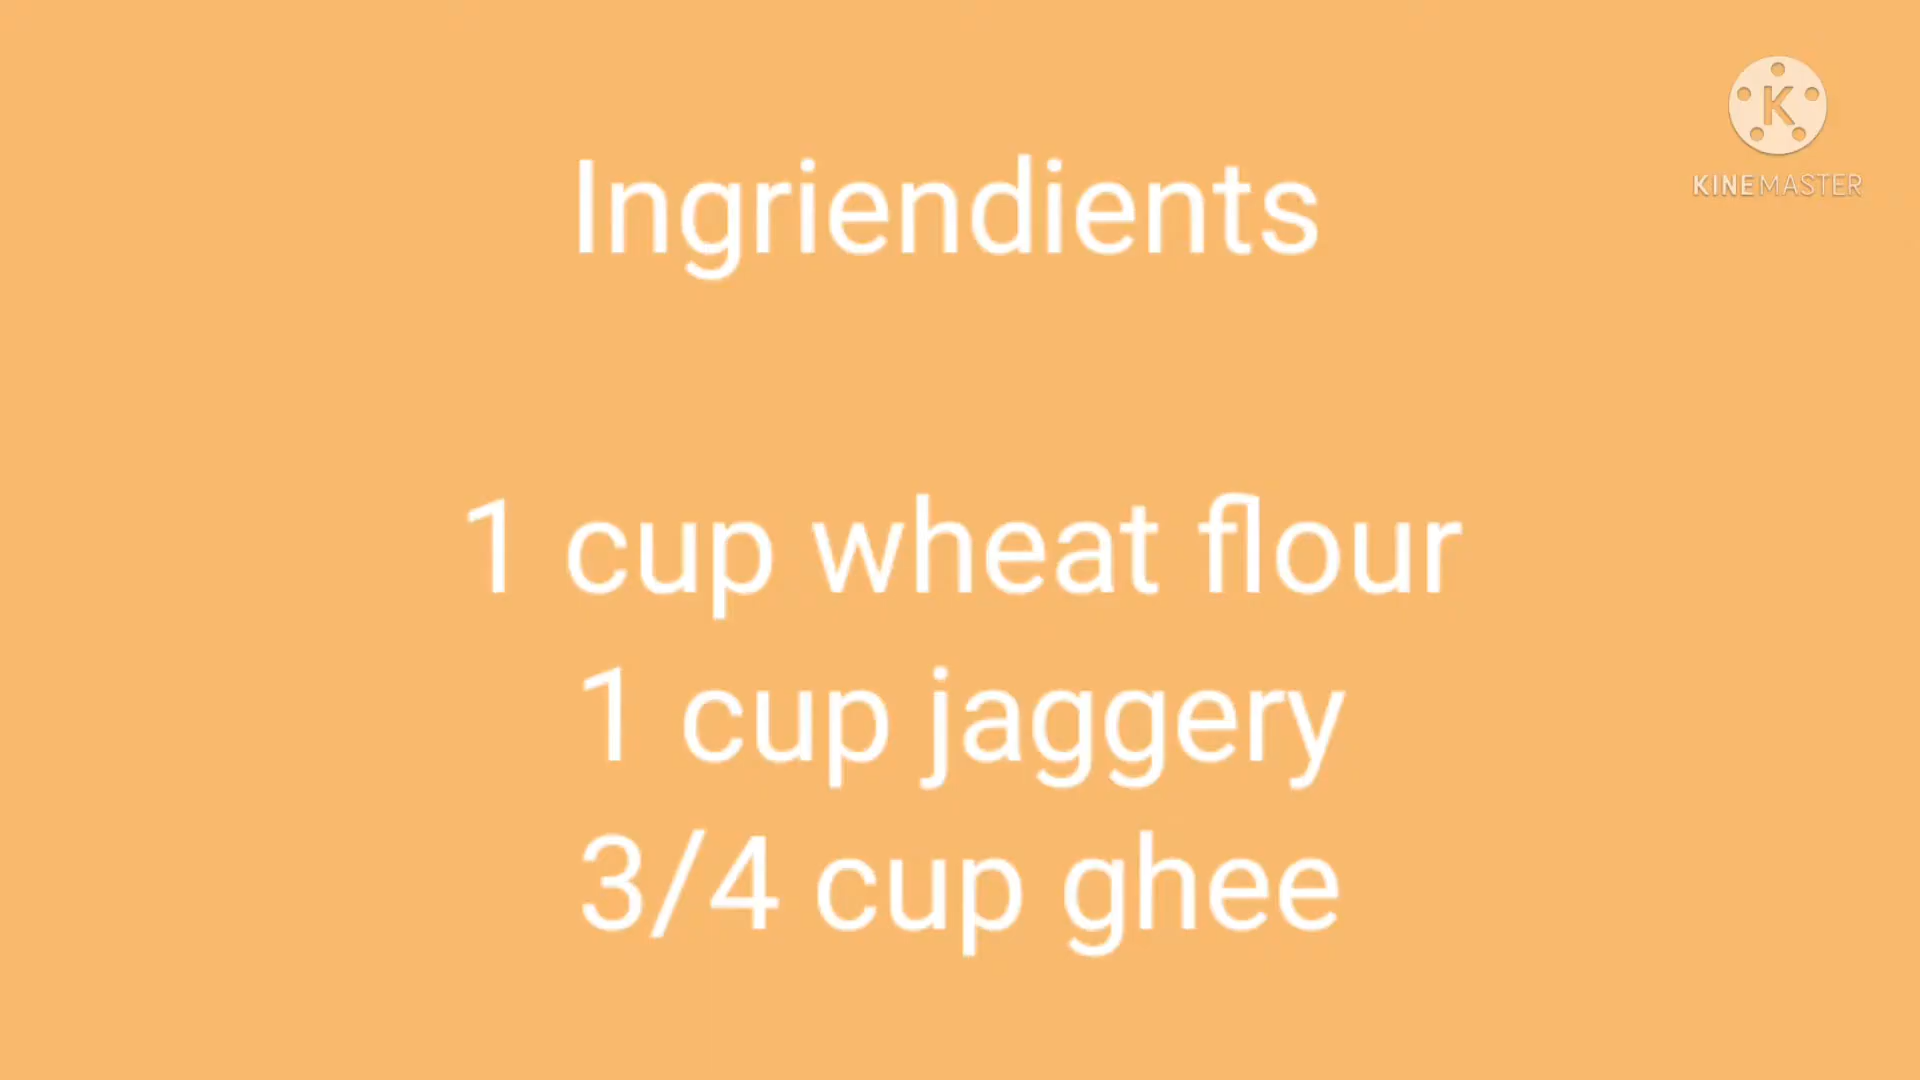 KINEMASTER
Ingriendients
1 cup wheat flour
1 cup jaggery
3/4 cup ghee